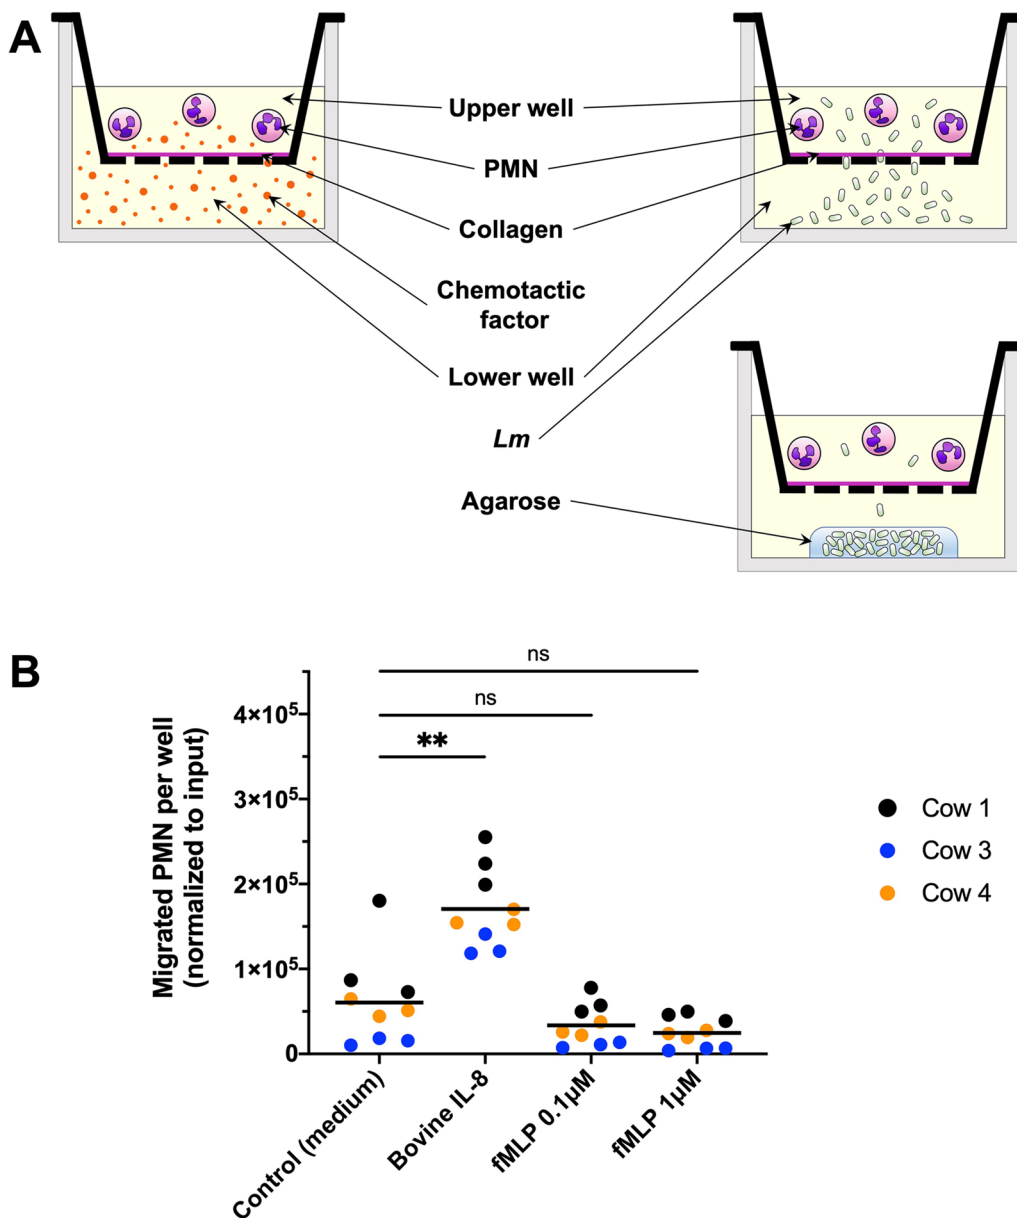 A
Upper well
PMN
Collagen
Chemotactic
factor
Lower well
Lm
Agarose
B
Migrated PMN per well
(normalized to input)
4×10⁵
3×10⁵
2×10⁵
1×10⁵
0
ns
ns
**
Control (medium)
Bovine IL-8
fMLP 0.1µM
fMLP 1µM
Cow 1
Cow 3
Cow 4